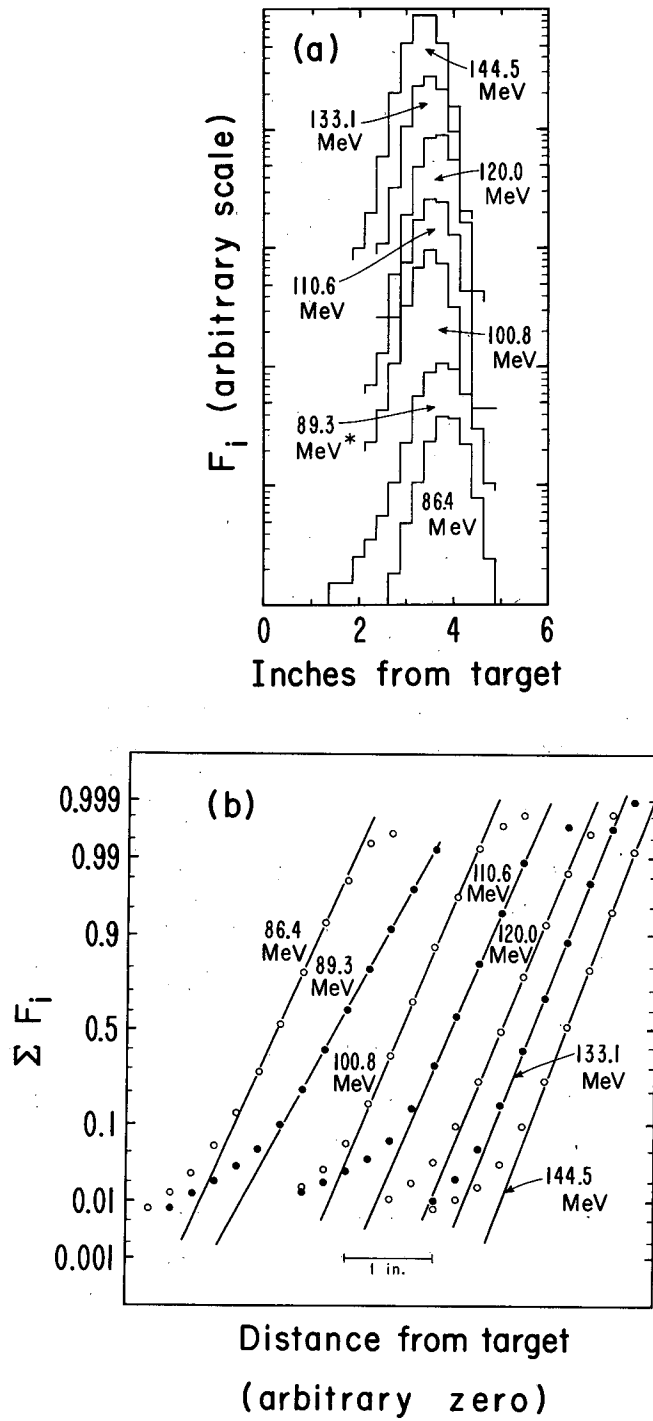 (a)
144.5
MeV
133.1
MeV
120.0
MeV
110.6
MeV
100.8
MeV
89.3
MeV*
86.4
MeV
F_i (arbitrary scale)
0 2 4 6
Inches from target
(b)
0.999
0.99
0.9
0.5
0.1
0.01
0.001
Σ F_i
86.4
MeV
89.3
MeV
100.8
MeV
110.6
MeV
120.0
MeV
133.1
MeV
144.5
MeV
1 in.
Distance from target
(arbitrary zero)